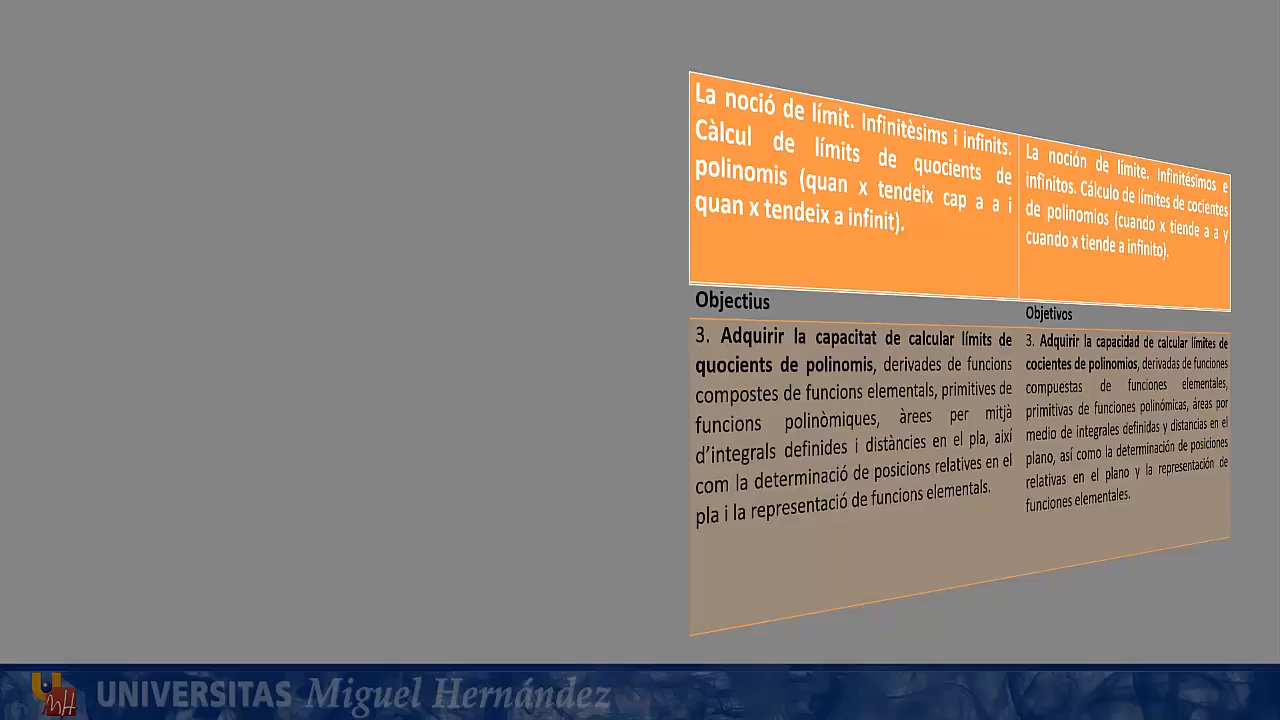 La noció de límit. Infinitèsims i infinits.
Càlcul de límits de quocients de
polinomis (quan x tendeix cap a a i
quan x tendeix a infinit).
La noción de límite. Infinitésimos e
infinitos. Cálculo de límites de cocientes
de polinomios (cuando x tiende a a y
cuando x tiende a infinito).
Objectius
Objetivos
3. Adquirir la capacitat de calcular límits de
quocients de polinomis, derivades de funcions
compostes de funcions elementals, primitives de
funcions polinòmiques, àrees per mitjà
d'integrals definides i distàncies en el pla, així
com la determinació de posicions relatives en el
pla i la representació de funcions elementals.
3. Adquirir la capacidad de calcular límites de
cocientes de polinomios, derivadas de funciones
compuestas de funciones elementales,
primitivas de funciones polinómicas, áreas por
medio de integrales definidas y distancias en el
plano, así como la determinación de posiciones
relativas en el plano y la representación de
funciones elementales.
UNIVERSITAS Miguel Hernández